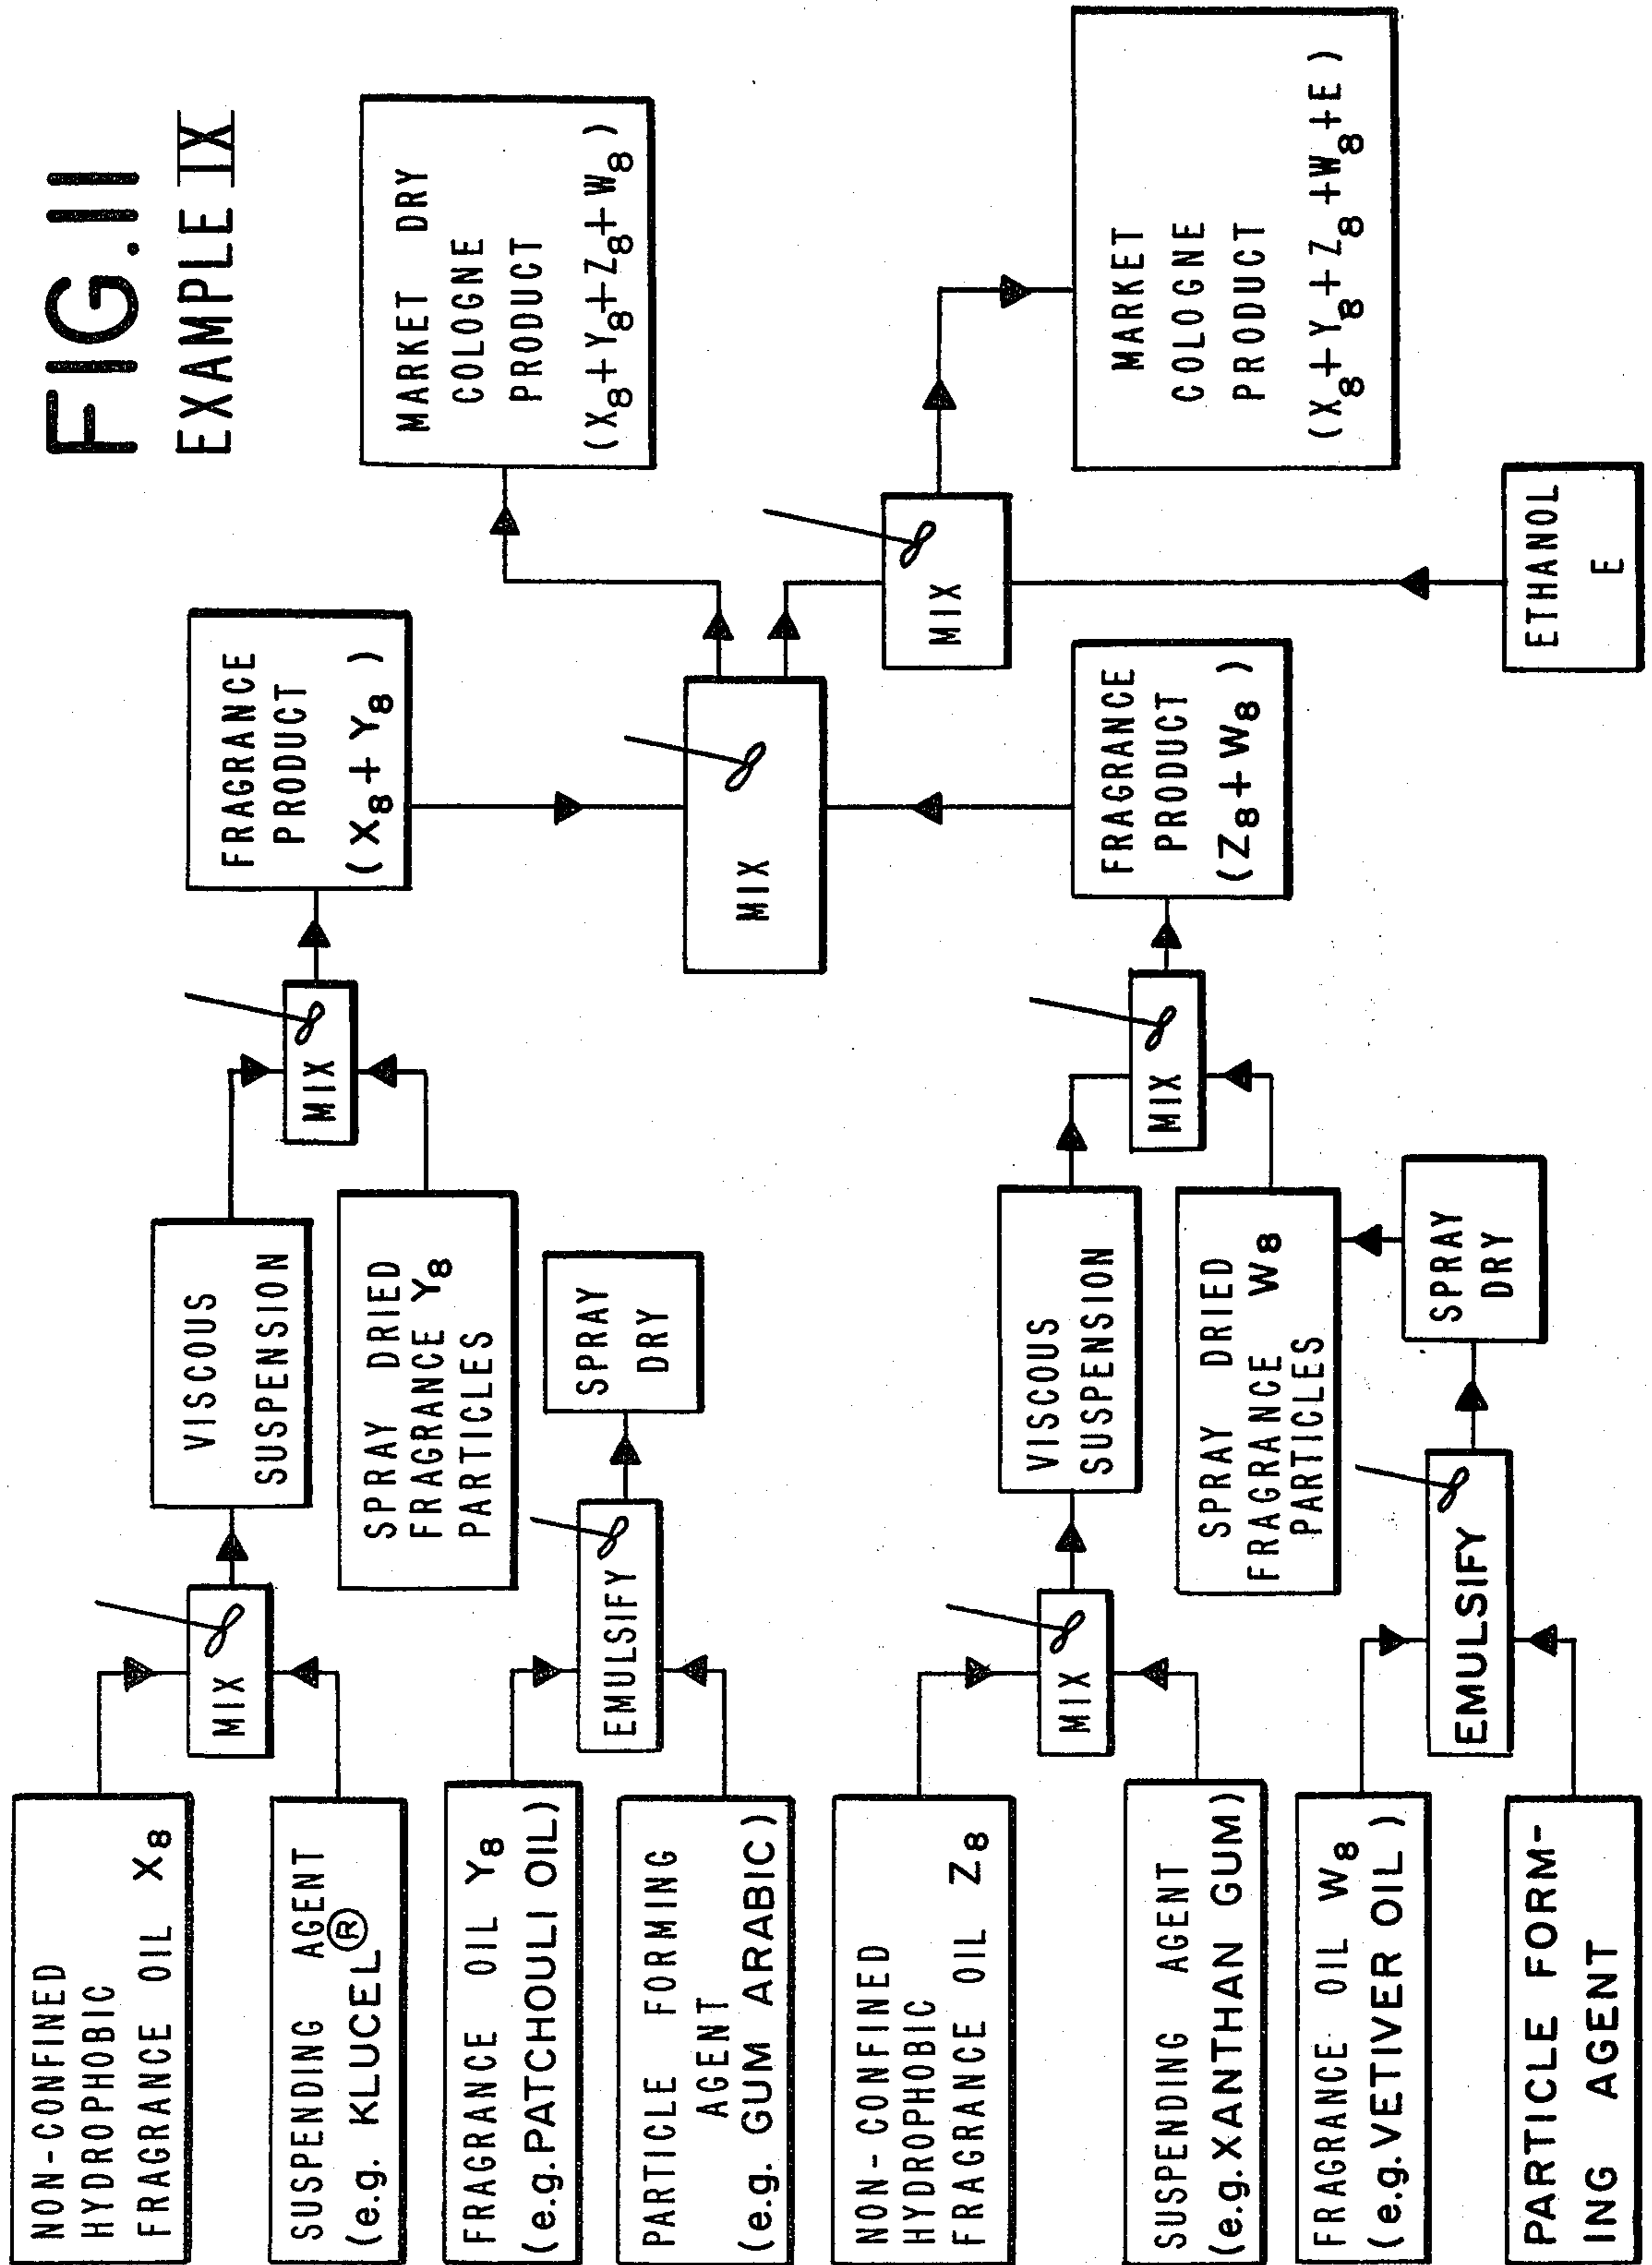 FIG.11
EXAMPLE IX
NON-CONFINED
HYDROPHOBIC
FRAGRANCE OIL X8
SUSPENDING AGENT
(e.g. KLUCEL®
MIX
VISCOUS
SUSPENSION
FRAGRANCE OIL Y8
(e.g. PATCHOULI OIL)
PARTICLE FORMING
AGENT
(e.g. GUM ARABIC)
EMULSIFY
SPRAY
DRY
SPRAY DRIED
FRAGRANCE Y8
PARTICLES
MIX
FRAGRANCE
PRODUCT
(X8+Y8)
NON-CONFINED
HYDROPHOBIC
FRAGRANCE OIL Z8
SUSPENDING AGENT
(e.g. XANTHAN GUM)
MIX
VISCOUS
SUSPENSION
FRAGRANCE OIL W8
(e.g. VETIVER OIL)
PARTICLE FORM-
ING AGENT
EMULSIFY
SPRAY
DRY
SPRAY DRIED
FRAGRANCE W8
PARTICLES
MIX
FRAGRANCE
PRODUCT
(Z8+W8)
MIX
MARKET DRY
COLOGNE
PRODUCT
(X8+Y8+Z8+W8)
MIX
ETHANOL
E
MARKET
COLOGNE
PRODUCT
(X8+Y8+Z8+W8+E)